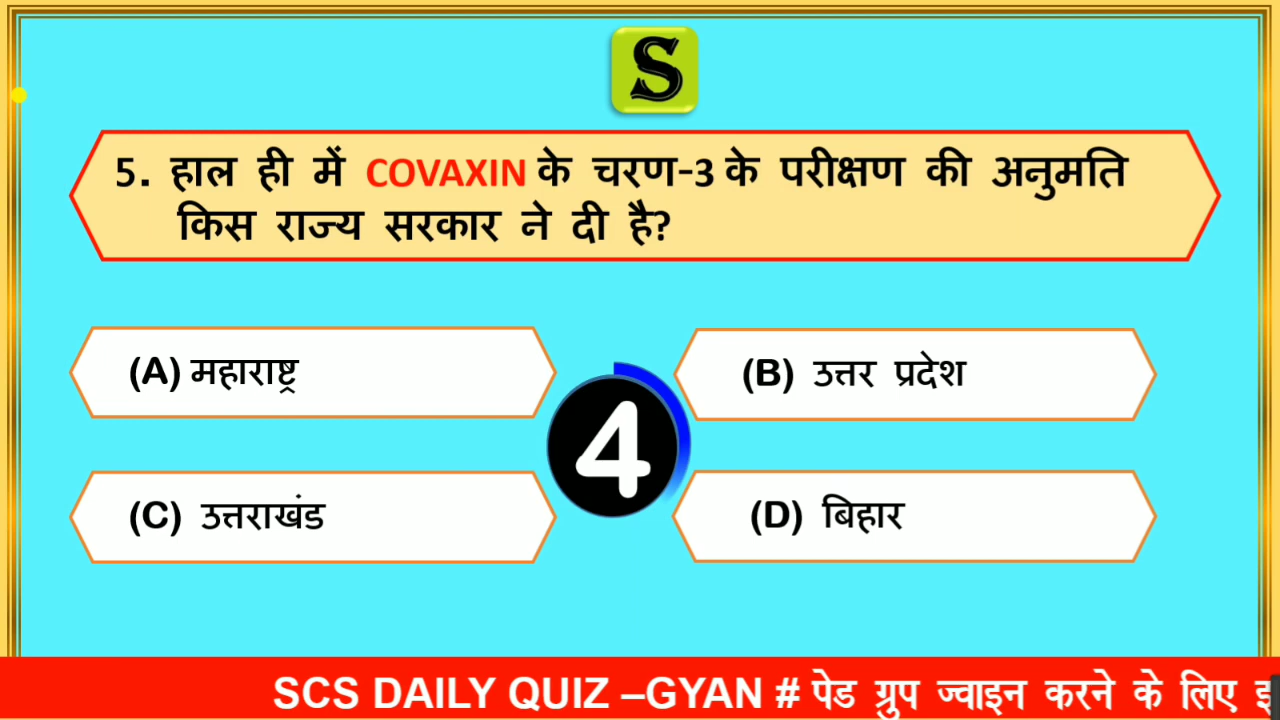 S
5. हाल ही में COVAXIN के चरण-3 के परीक्षण की अनुमति
किस राज्य सरकार ने दी है?
(A) महाराष्ट्र
(B) उत्तर प्रदेश
4
(C) उत्तराखंड
(D) बिहार
SCS DAILY QUIZ –GYAN # पेड ग्रुप ज्वाइन करने के लिए